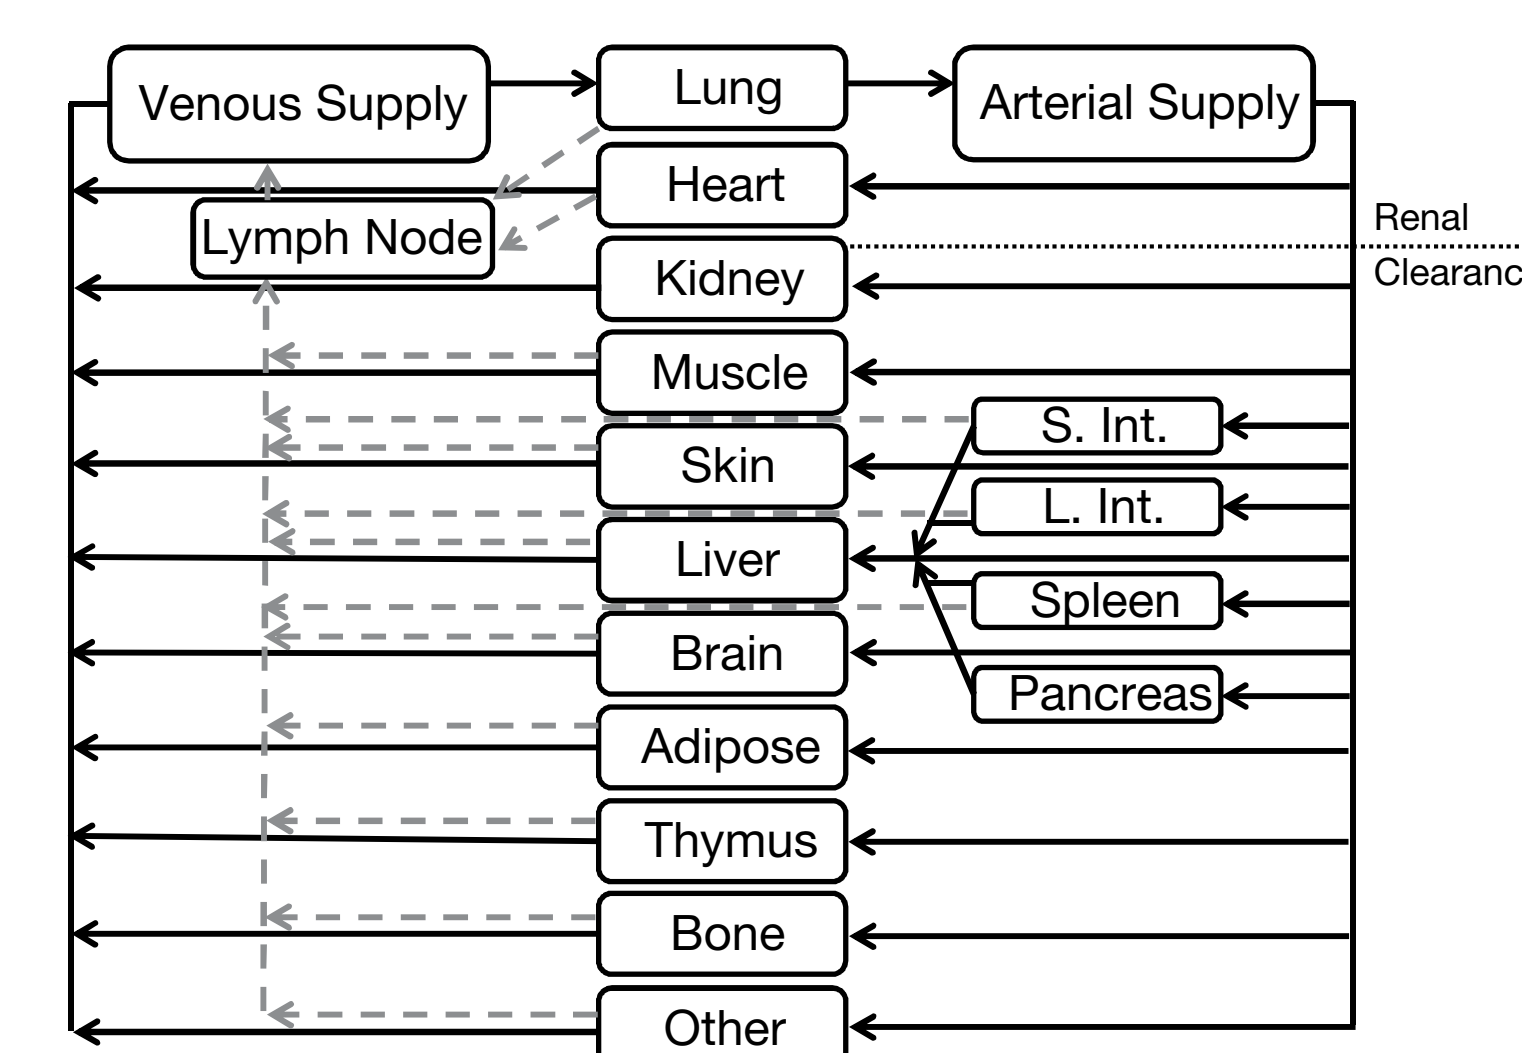 Venous Supply
Lung
Arterial Supply
Heart
Lymph Node
Renal
Clearanc
Kidney
Muscle
S. Int.
Skin
L. Int.
Liver
Spleen
Brain
Pancreas
Adipose
Thymus
Bone
Other